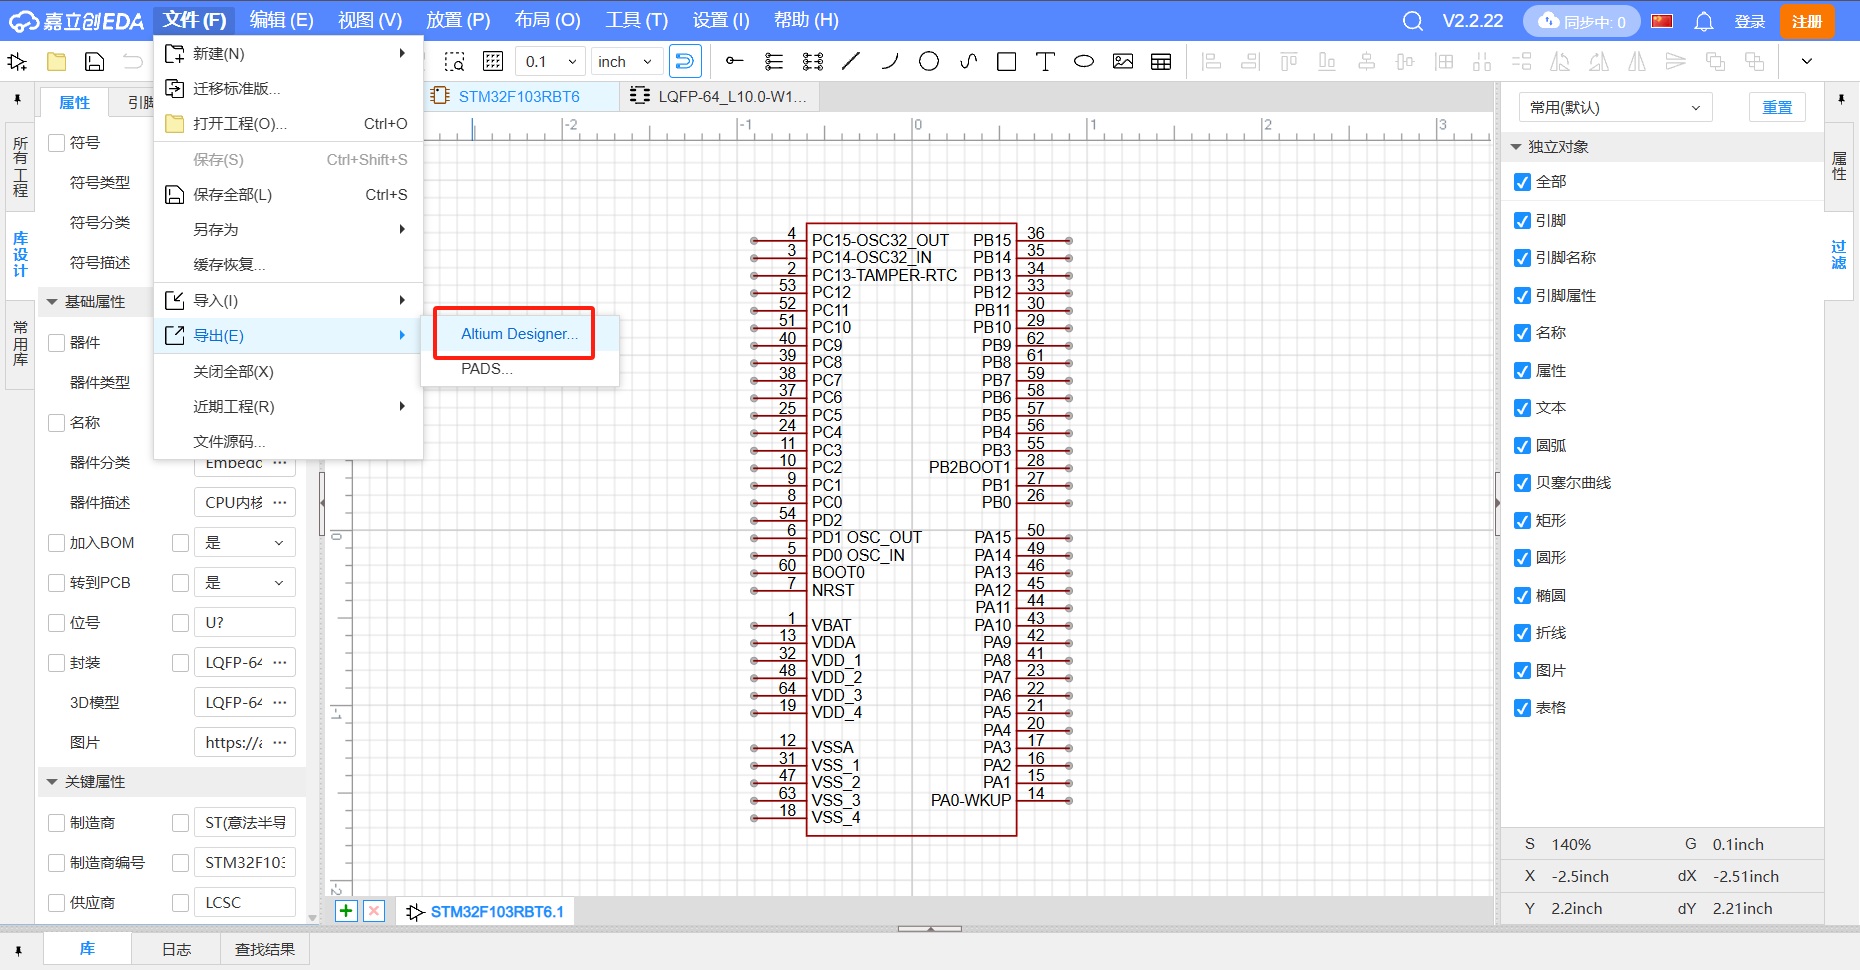 嘉立创EDA 文件 (F) 编辑 (E) 视图 (V) 放置 (P) 布局 (O) 工具 (T) 设置 (I) 帮助 (H) V2.2.22 同步中: 0 登录 注册
0.1 inch
新建(N)
迁移标准版...
打开工程(O)... Ctrl+O
保存(S) Ctrl+Shift+S
保存全部(L) Ctrl+S
另存为
缓存恢复...
导入(I)
导出(E)
关闭全部(X)
近期工程(R)
文件源码...
Altium Designer...
PADS...
所有工程
库设计
常用库
属性 引脚
符号
符号类型
符号分类
符号描述
基础属性
器件
器件类型
名称
器件分类 Embedc ...
器件描述 CPU内核 ...
加入BOM 是
转到PCB 是
位号 U?
封装 LQFP-64 ...
3D模型 LQFP-64 ...
图片 https://a ...
关键属性
制造商 ST(意法半导
制造商编号 STM32F103
供应商 LCSC
STM32F103RBT6 LQFP-64_L10.0-W1...
-2 -1 0 1 2 3
0
-1
-2
4 PC15-OSC32_OUT PB15 36
3 PC14-OSC32_IN PB14 35
2 PC13-TAMPER-RTC PB13 34
53 PC12 PB12 33
52 PC11 PB11 30
51 PC10 PB10 29
40 PC9 PB9 62
39 PC8 PB8 61
38 PC7 PB7 59
37 PC6 PB6 58
25 PC5 PB5 57
24 PC4 PB4 56
11 PC3 PB3 55
10 PC2 PB2BOOT1 28
9 PC1 PB1 27
8 PC0 PB0 26
54 PD2
6 PD1 OSC_OUT PA15 50
5 PD0 OSC_IN PA14 49
60 BOOT0 PA13 46
7 NRST PA12 45
PA11 44
1 VBAT PA10 43
13 VDDA PA9 42
32 VDD_1 PA8 41
48 VDD_2 PA7 23
64 VDD_3 PA6 22
19 VDD_4 PA5 21
PA4 20
12 VSSA PA3 17
31 VSS_1 PA2 16
47 VSS_2 PA1 15
63 VSS_3 PA0-WKUP 14
18 VSS_4
STM32F103RBT6.1
常用(默认) 重置
独立对象
全部
引脚
引脚名称
引脚属性
名称
属性
文本
圆弧
贝塞尔曲线
矩形
圆形
椭圆
折线
图片
表格
属性
过滤
S 140% G 0.1inch
X -2.5inch dX -2.51inch
Y 2.2inch dY 2.21inch
库 日志 查找结果